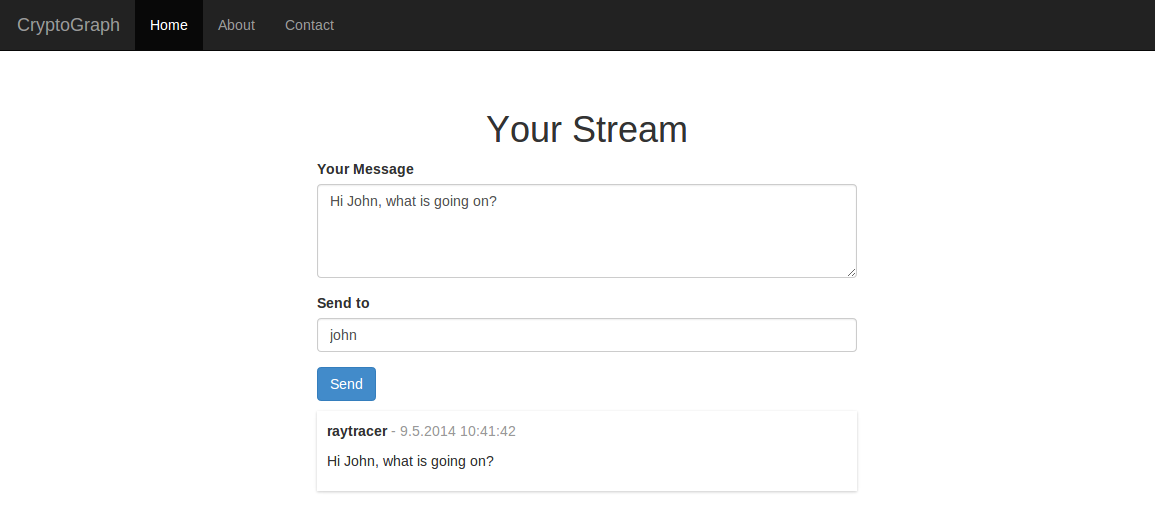 CryptoGraph Home About Contact
Your Stream
Your Message
Hi John, what is going on?
Send to
john
Send
raytracer - 9.5.2014 10:41:42
Hi John, what is going on?